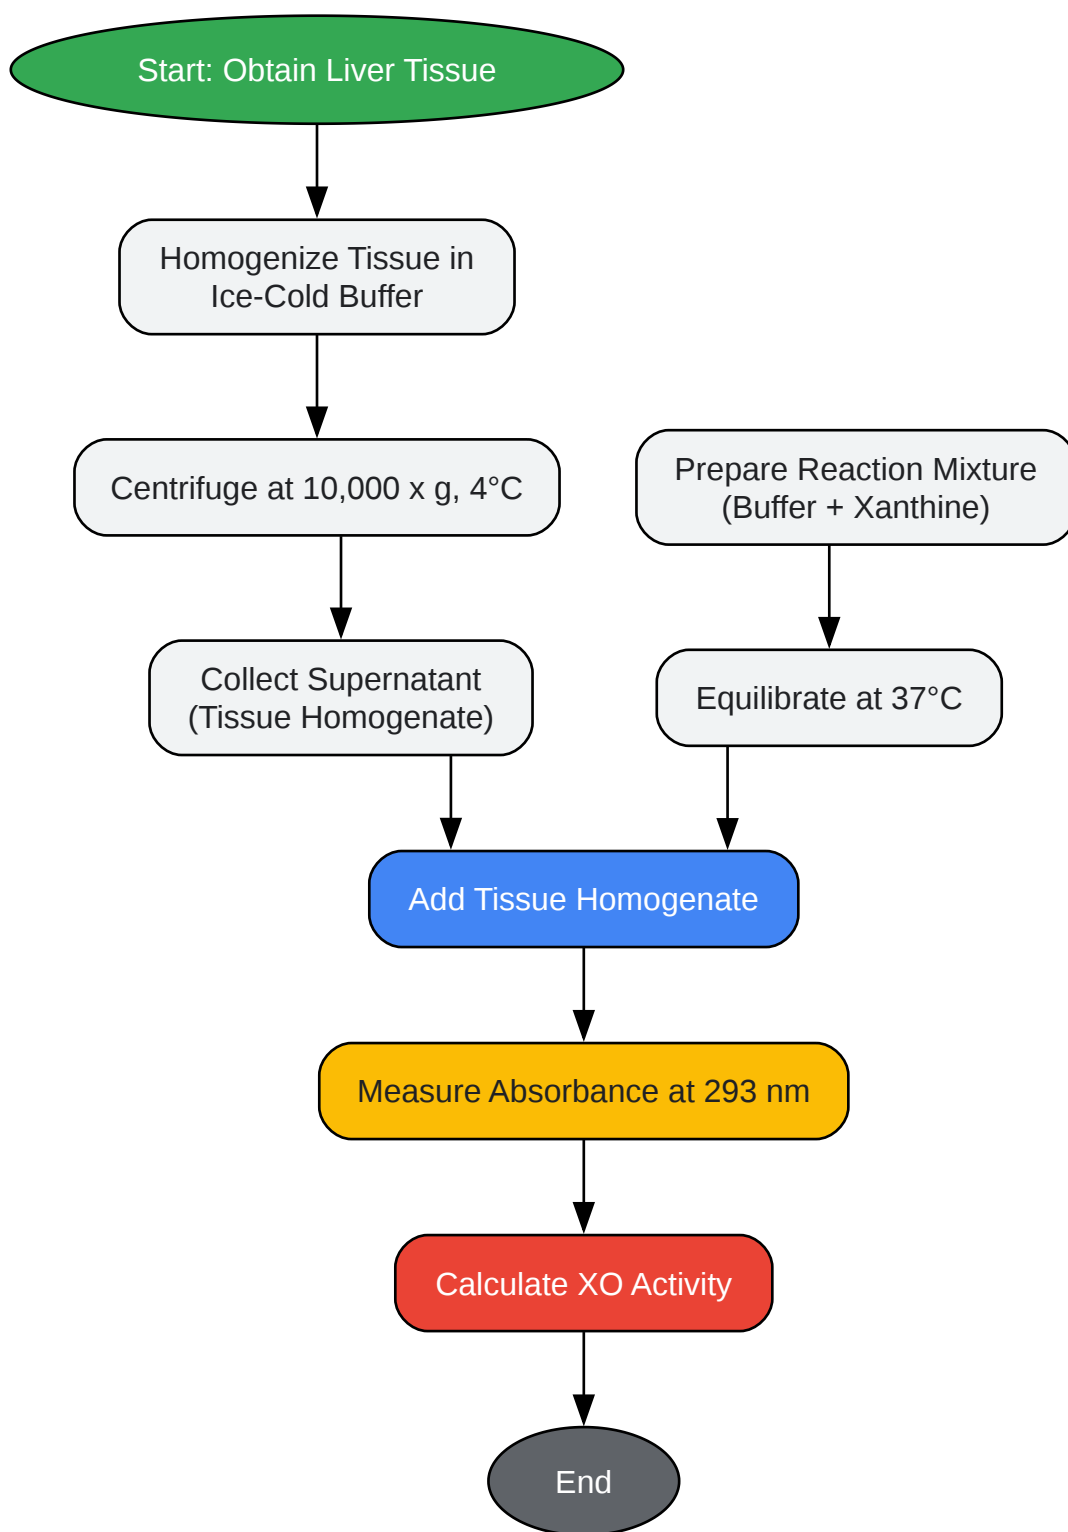 Start: Obtain Liver Tissue
Homogenize Tissue in
Ice-Cold Buffer
Centrifuge at 10,000 x g, 4°C
Prepare Reaction Mixture
(Buffer + Xanthine)
Collect Supernatant
(Tissue Homogenate)
Equilibrate at 37°C
Add Tissue Homogenate
Measure Absorbance at 293 nm
Calculate XO Activity
End